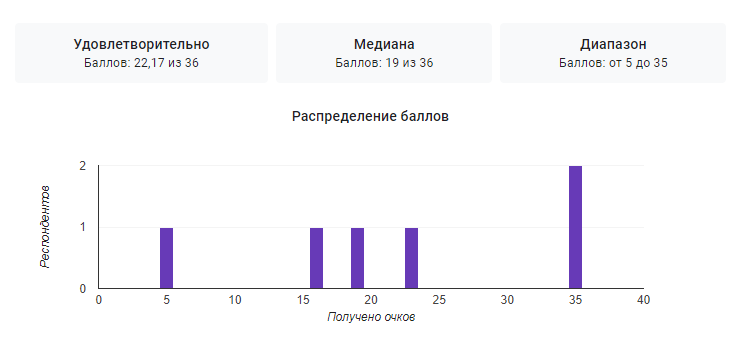 Удовлетворительно
Баллов: 22,17 из 36
Медиана
Баллов: 19 из 36
Диапазон
Баллов: от 5 до 35
Распределение баллов
Респондентов
2
1
0
0 5 10 15 20 25 30 35 40
Получено очков